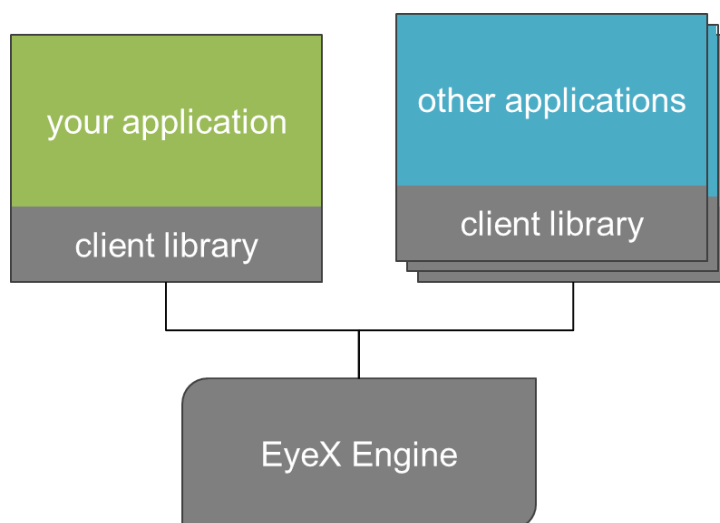 your application
client library
other applications
client library
EyeX Engine